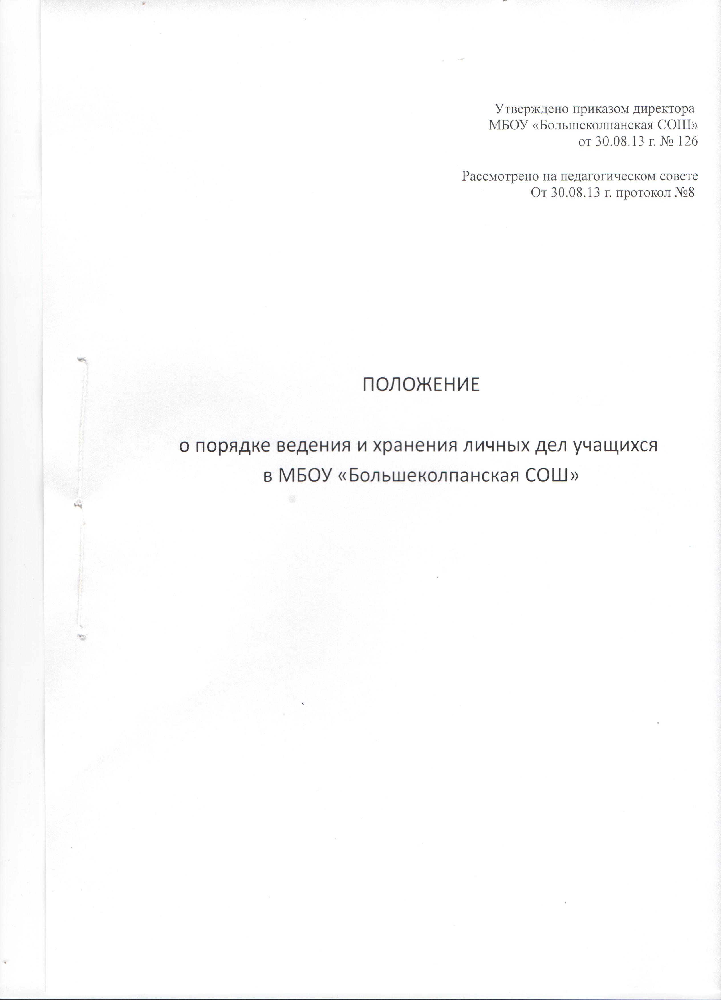 Утверждено приказом директора
МБОУ «Большеколпанская СОШ»
от 30.08.13 г. № 126
Рассмотрено на педагогическом совете
От 30.08.13 г. протокол №8
ПОЛОЖЕНИЕ
о порядке ведения и хранения личных дел учащихся
в МБОУ «Большеколпанская СОШ»